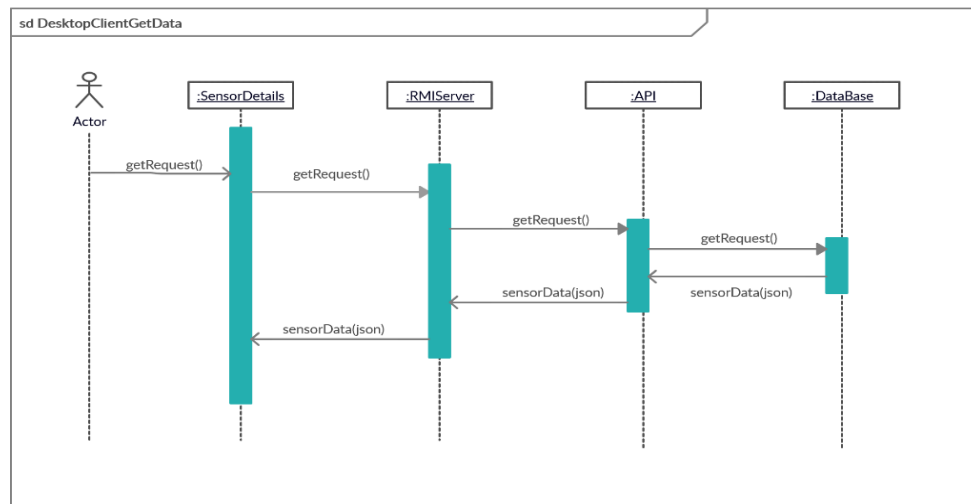 sd DesktopClientGetData
:SensorDetails
:RMIServer
:API
:DataBase
Actor
getRequest()
getRequest()
getRequest()
getRequest()
sensorData(json)
sensorData(json)
sensorData(json)